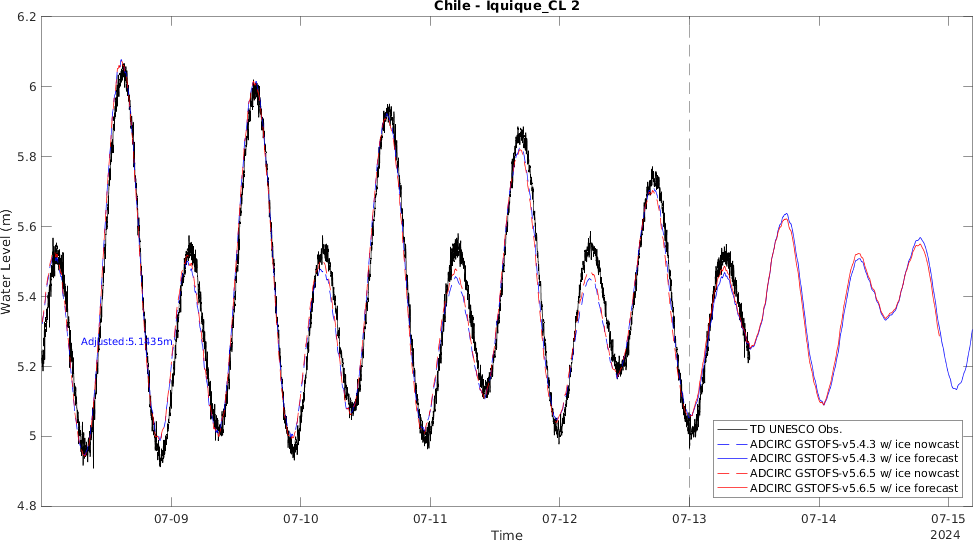 Chile - Iquique_CL 2
6.2
6
5.8
5.6
5.4
5.2
5
4.8
Water Level (m)
Adjusted:5.1435m
TD UNESCO Obs.
ADCIRC GSTOFS-v5.4.3 w/ ice nowcast
ADCIRC GSTOFS-v5.4.3 w/ ice forecast
ADCIRC GSTOFS-v5.6.5 w/ ice nowcast
ADCIRC GSTOFS-v5.6.5 w/ ice forecast
07-09 07-10 07-11 07-12 07-13 07-14 07-15
Time
2024